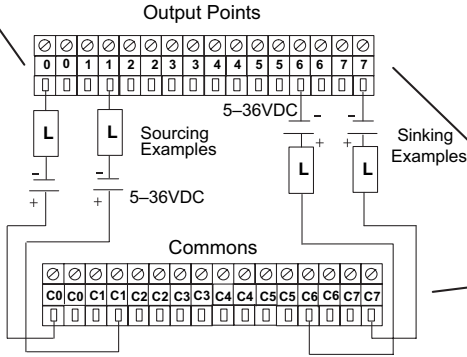 Output Points
0 0 1 1 2 2 3 3 4 4 5 5 6 6 7 7
5–36VDC
L L Sourcing Examples
- + - +
5–36VDC
- + - +
L L Sinking Examples
Commons
C0 C0 C1 C1 C2 C2 C3 C3 C4 C4 C5 C5 C6 C6 C7 C7